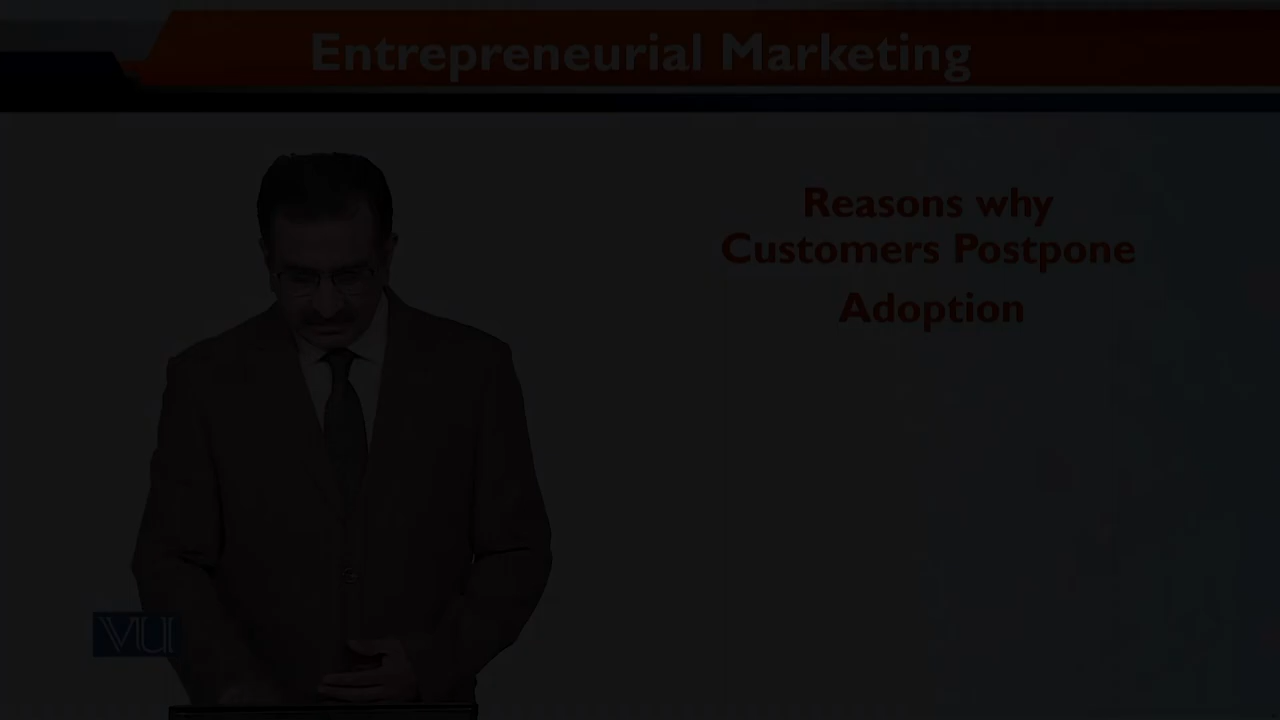 Entrepreneurial Marketing
Reasons why
Customers Postpone
Adoption
VU